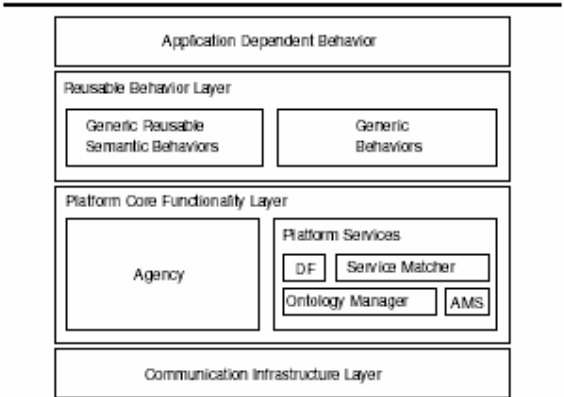 Application Dependent Behavior
Reusable Behavior Layer
Generic Reusable
Semantic Behaviors
Generic
Behaviors
Platform Core Functionality Layer
Agency
Platform Services
DF
Service Matcher
Ontology Manager
AMS
Communication Infrastructure Layer